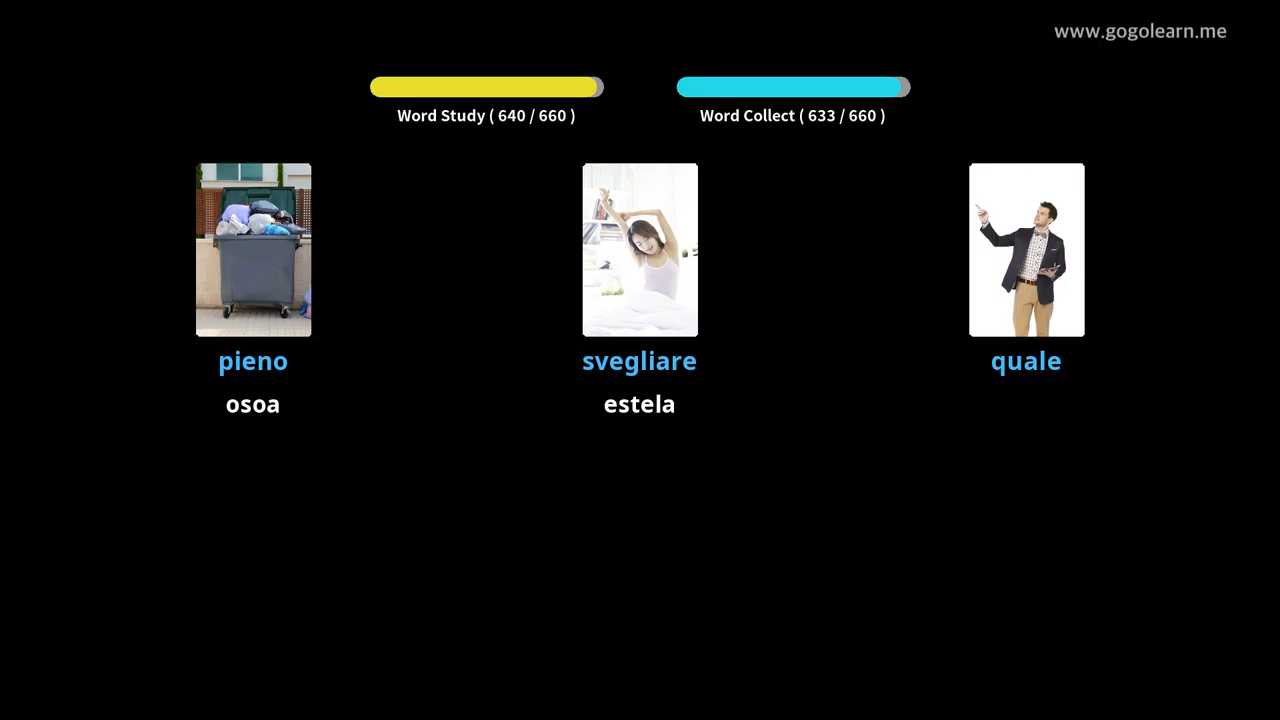 www.gogolearn.me
Word Study ( 640 / 660 )
Word Collect ( 633 / 660 )
pieno
svegliare
quale
osoa
estela